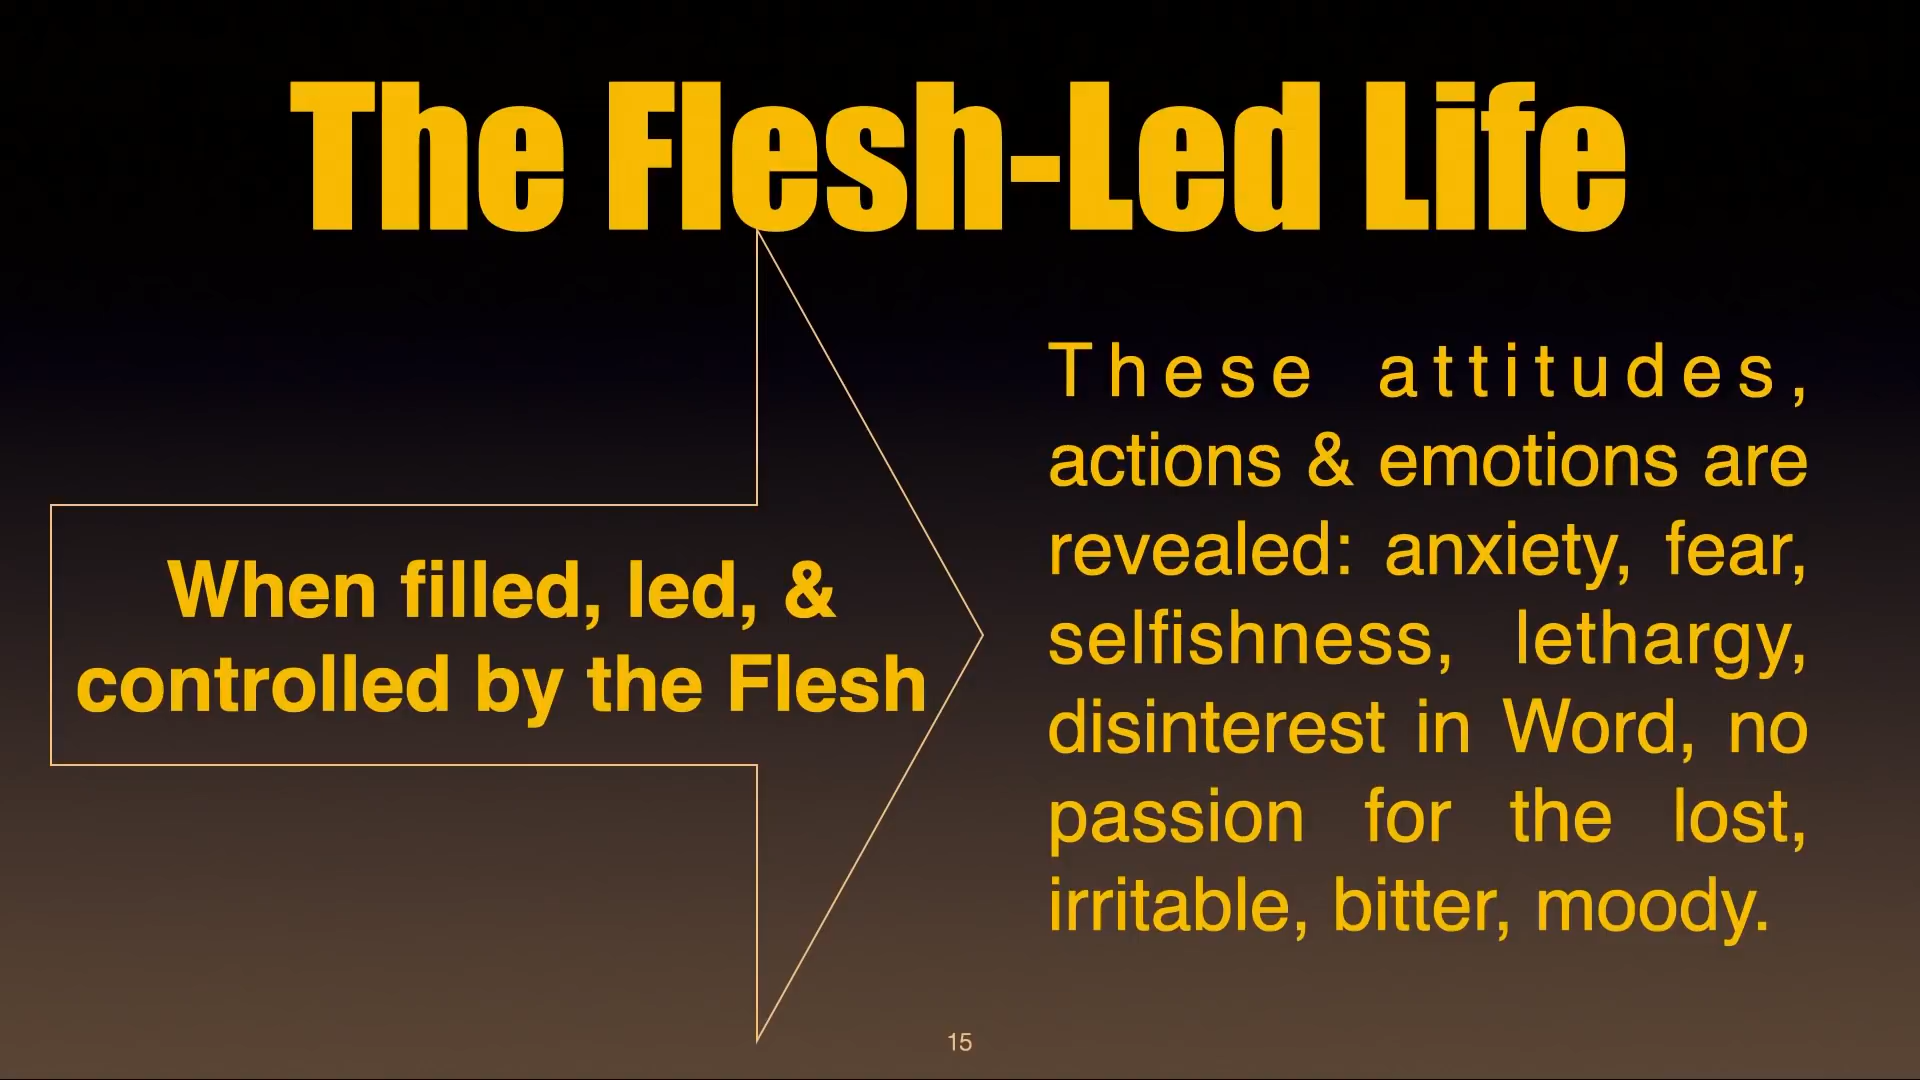 The Flesh-Led Life
When filled, led, &
controlled by the Flesh
These attitudes,
actions & emotions are
revealed: anxiety, fear,
selfishness, lethargy,
disinterest in Word, no
passion for the lost,
irritable, bitter, moody.
15